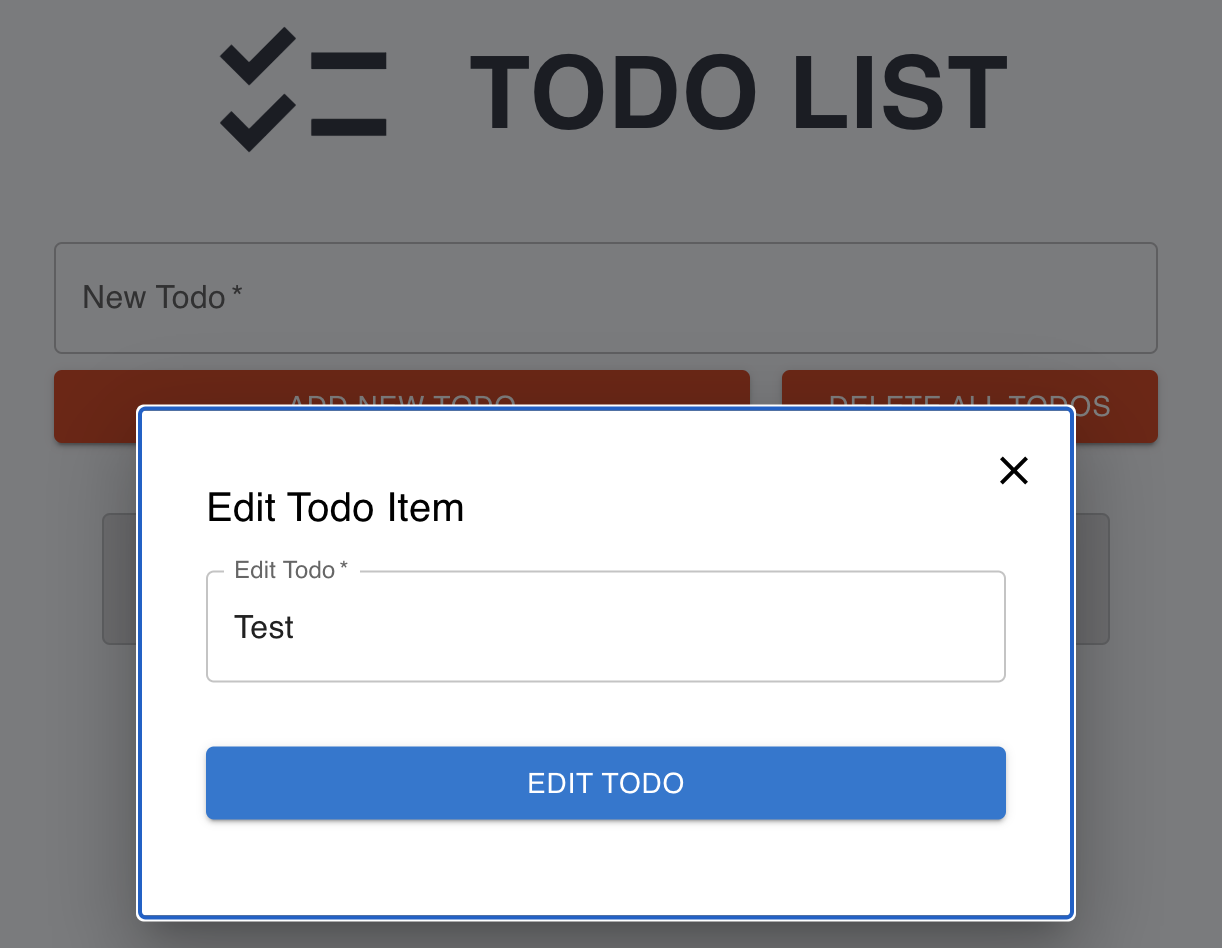 TODO LIST
New Todo *
ADD NEW TODO
DELETE ALL TODOS
Edit Todo Item
Edit Todo *
Test
EDIT TODO